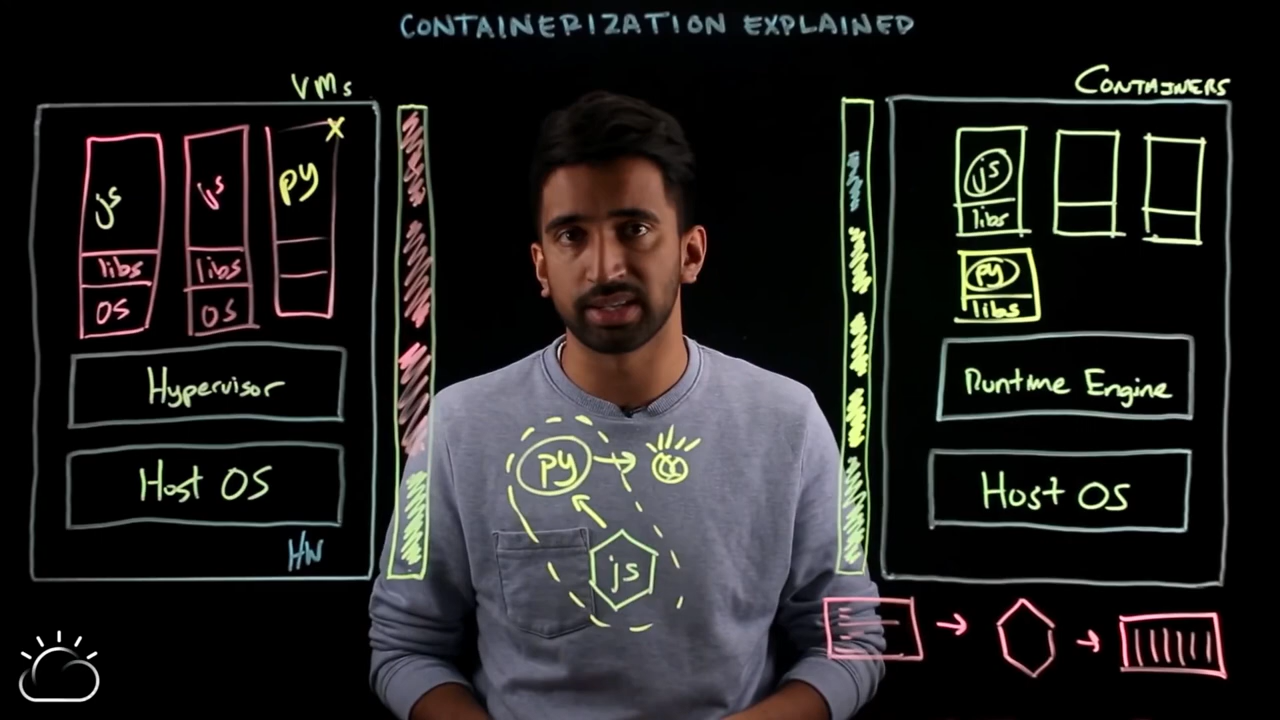 CONTAINERIZATION EXPLAINED
VMs
js
libs
OS
js
libs
OS
py
Hypervisor
Host OS
HW
py
js
CONTAINERS
js
libs
py
libs
Runtime Engine
Host OS